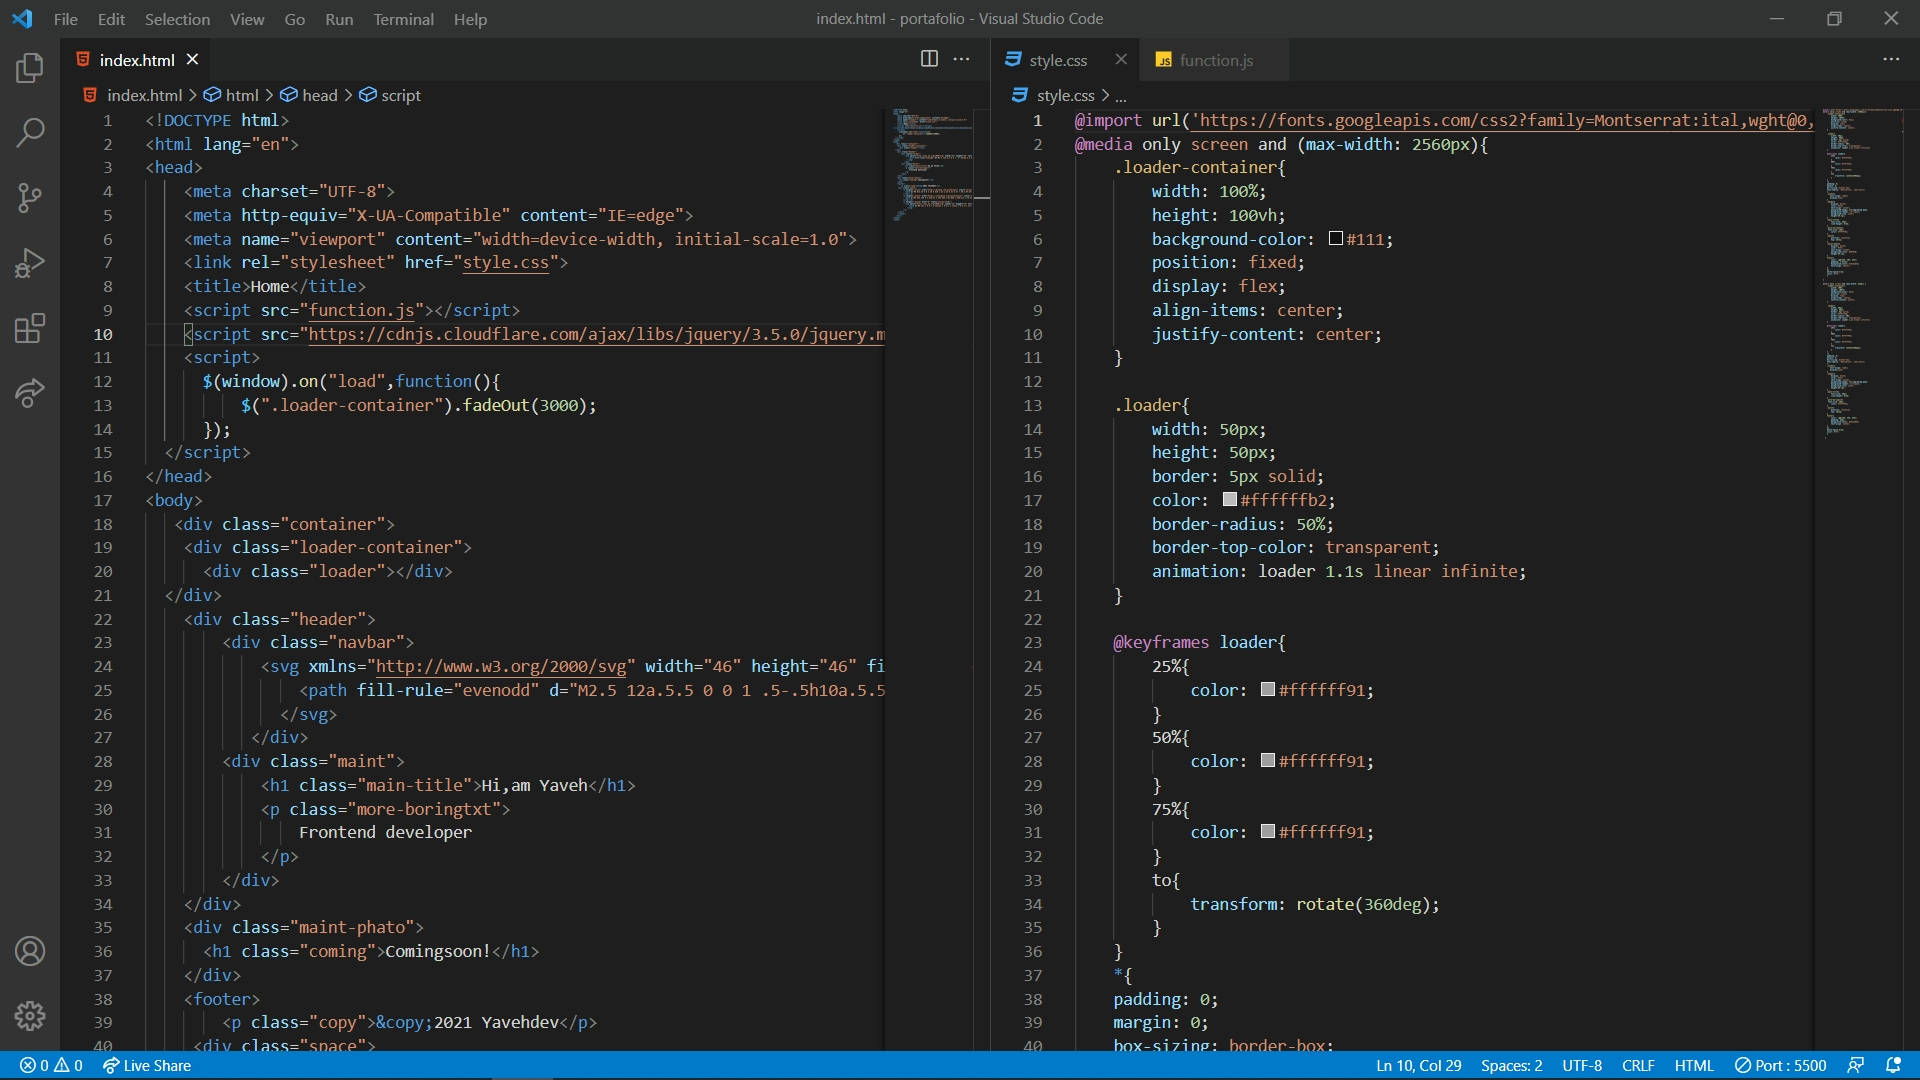 File Edit Selection View Go Run Terminal Help
index.html - portafolio - Visual Studio Code
index.html
index.html > html > head > script
1 <!DOCTYPE html>
2 <html lang="en">
3 <head>
4 <meta charset="UTF-8">
5 <meta http-equiv="X-UA-Compatible" content="IE=edge">
6 <meta name="viewport" content="width=device-width, initial-scale=1.0">
7 <link rel="stylesheet" href="style.css">
8 <title>Home</title>
9 <script src="function.js"></script>
10 <script src="https://cdnjs.cloudflare.com/ajax/libs/jquery/3.5.0/jquery.m
11 <script>
12 $(window).on("load",function(){
13 $(".loader-container").fadeOut(3000);
14 });
15 </script>
16 </head>
17 <body>
18 <div class="container">
19 <div class="loader-container">
20 <div class="loader"></div>
21 </div>
22 <div class="header">
23 <div class="navbar">
24 <svg xmlns="http://www.w3.org/2000/svg" width="46" height="46" fi
25 <path fill-rule="evenodd" d="M2.5 12a.5.5 0 0 1 .5-.5h10a.5.5
26 </svg>
27 </div>
28 <div class="maint">
29 <h1 class="main-title">Hi,am Yaveh</h1>
30 <p class="more-boringtxt">
31 Frontend developer
32 </p>
33 </div>
34 </div>
35 <div class="maint-phato">
36 <h1 class="coming">Comingsoon!</h1>
37 </div>
38 <footer>
39 <p class="copy">&copy;2021 Yavehdev</p>
40 <div class="space">
style.css
JS function.js
style.css > ...
1 @import url('https://fonts.googleapis.com/css2?family=Montserrat:ital,wght@0,
2 @media only screen and (max-width: 2560px){
3 .loader-container{
4 width: 100%;
5 height: 100vh;
6 background-color: #111;
7 position: fixed;
8 display: flex;
9 align-items: center;
10 justify-content: center;
11 }
12
13 .loader{
14 width: 50px;
15 height: 50px;
16 border: 5px solid;
17 color: #ffffffb2;
18 border-radius: 50%;
19 border-top-color: transparent;
20 animation: loader 1.1s linear infinite;
21 }
22
23 @keyframes loader{
24 25%{
25 color: #ffffff91;
26 }
27 50%{
28 color: #ffffff91;
29 }
30 75%{
31 color: #ffffff91;
32 }
33 to{
34 transform: rotate(360deg);
35 }
36 }
37 *{
38 padding: 0;
39 margin: 0;
40 box-sizing: border-box;
0 0 Live Share
Ln 10, Col 29 Spaces: 2 UTF-8 CRLF HTML Port : 5500